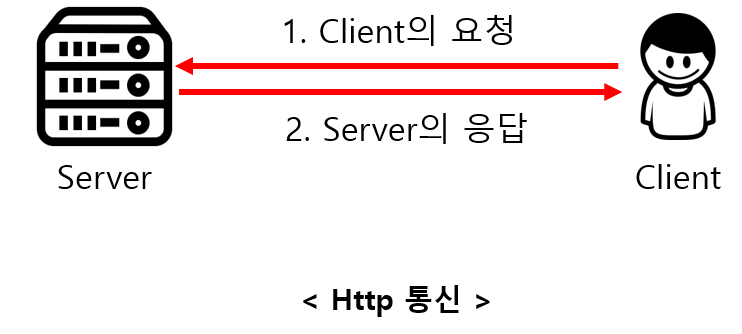 1. Client의 요청
2. Server의 응답
Server
Client
< Http 통신 >